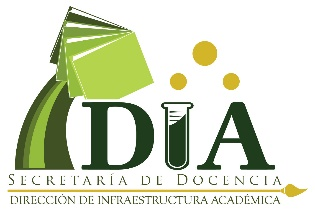 DIA
SECRETARÍA DE DOCENCIA
DIRECCIÓN DE INFRAESTRUCTURA ACADÉMICA